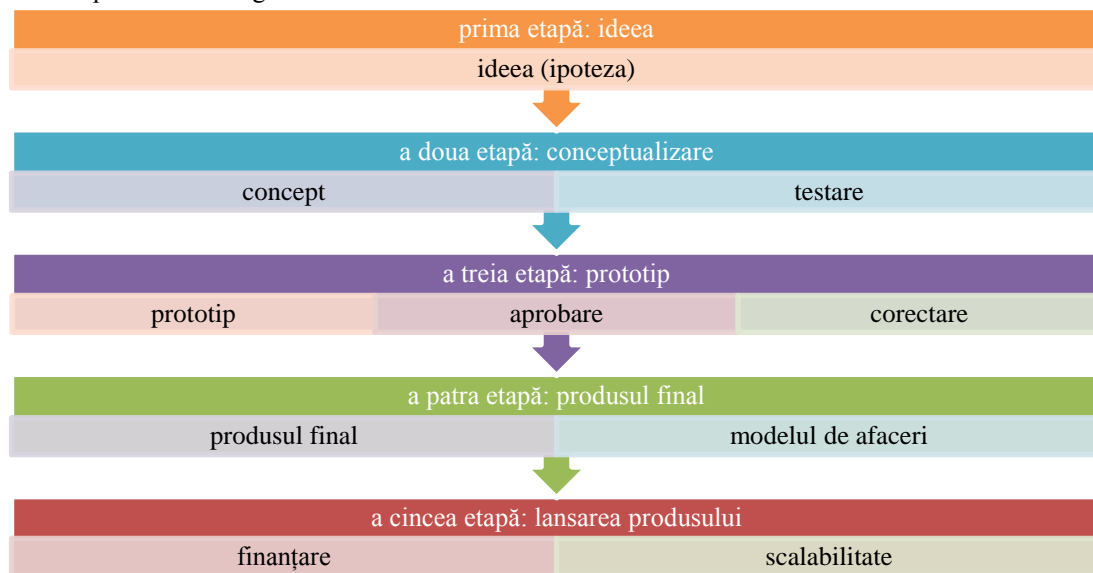 prima etapă: ideea
ideea (ipoteza)
a doua etapă: conceptualizare
concept testare
a treia etapă: prototip
prototip aprobare corectare
a patra etapă: produsul final
produsul final modelul de afaceri
a cincea etapă: lansarea produsului
finanțare scalabilitate